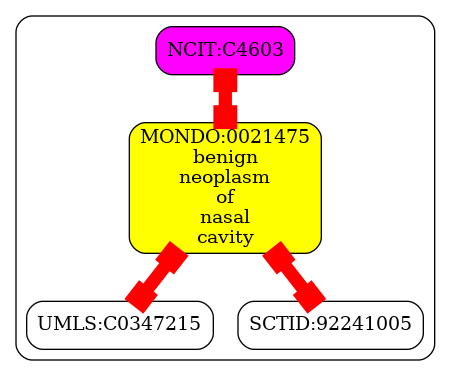 NCIT:C4603
MONDO:0021475
benign
neoplasm
of
nasal
cavity
UMLS:C0347215
SCTID:92241005